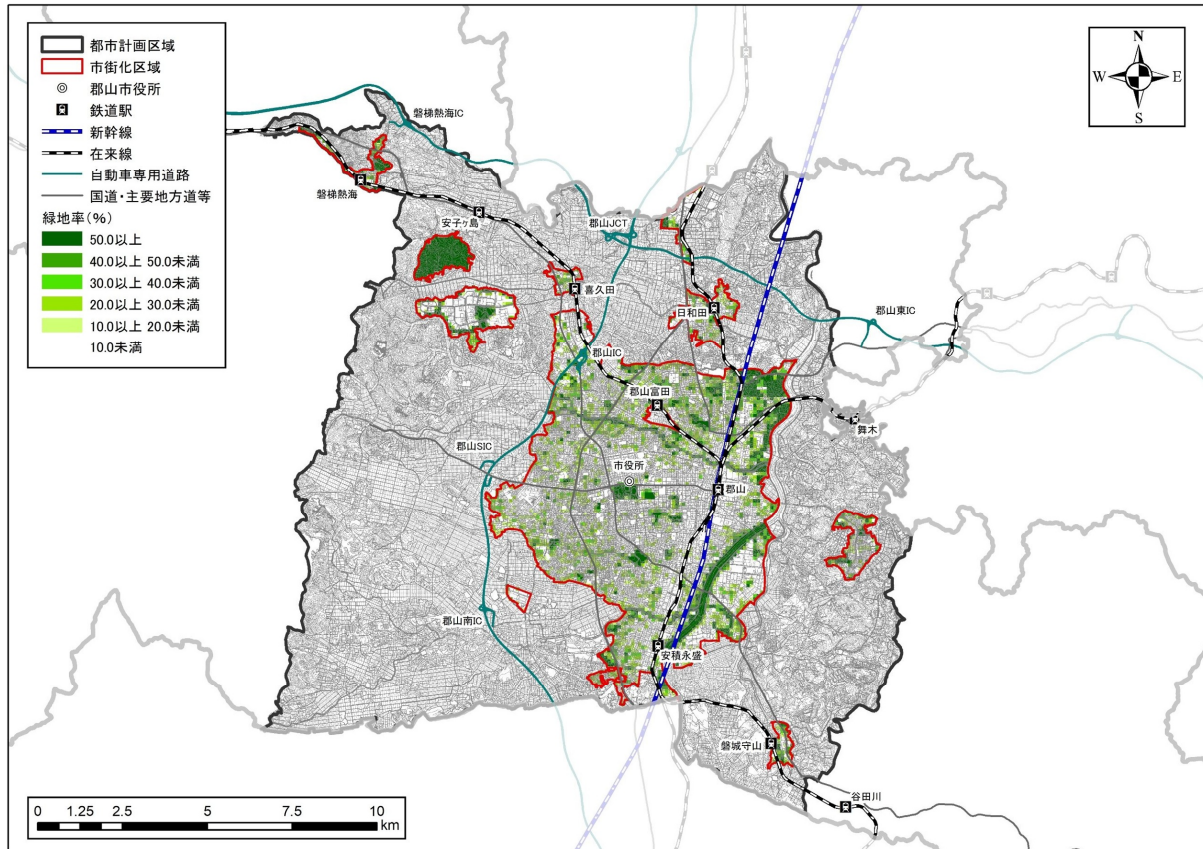 都市計画区域
市街化区域
郡山市役所
鉄道駅
新幹線
在来線
自動車専用道路
国道・主要地方道等
緑地率(%)
50.0以上
40.0以上 50.0未満
30.0以上 40.0未満
20.0以上 30.0未満
10.0以上 20.0未満
10.0未満
N
W
E
S
磐梯熱海IC
磐梯熱海
安子ヶ島
郡山JCT
喜久田
日和田
郡山東IC
郡山IC
郡山富田
舞木
郡山SIC
市役所
郡山
郡山南IC
安積永盛
磐城守山
谷田川
0 1.25 2.5 5 7.5 10
km